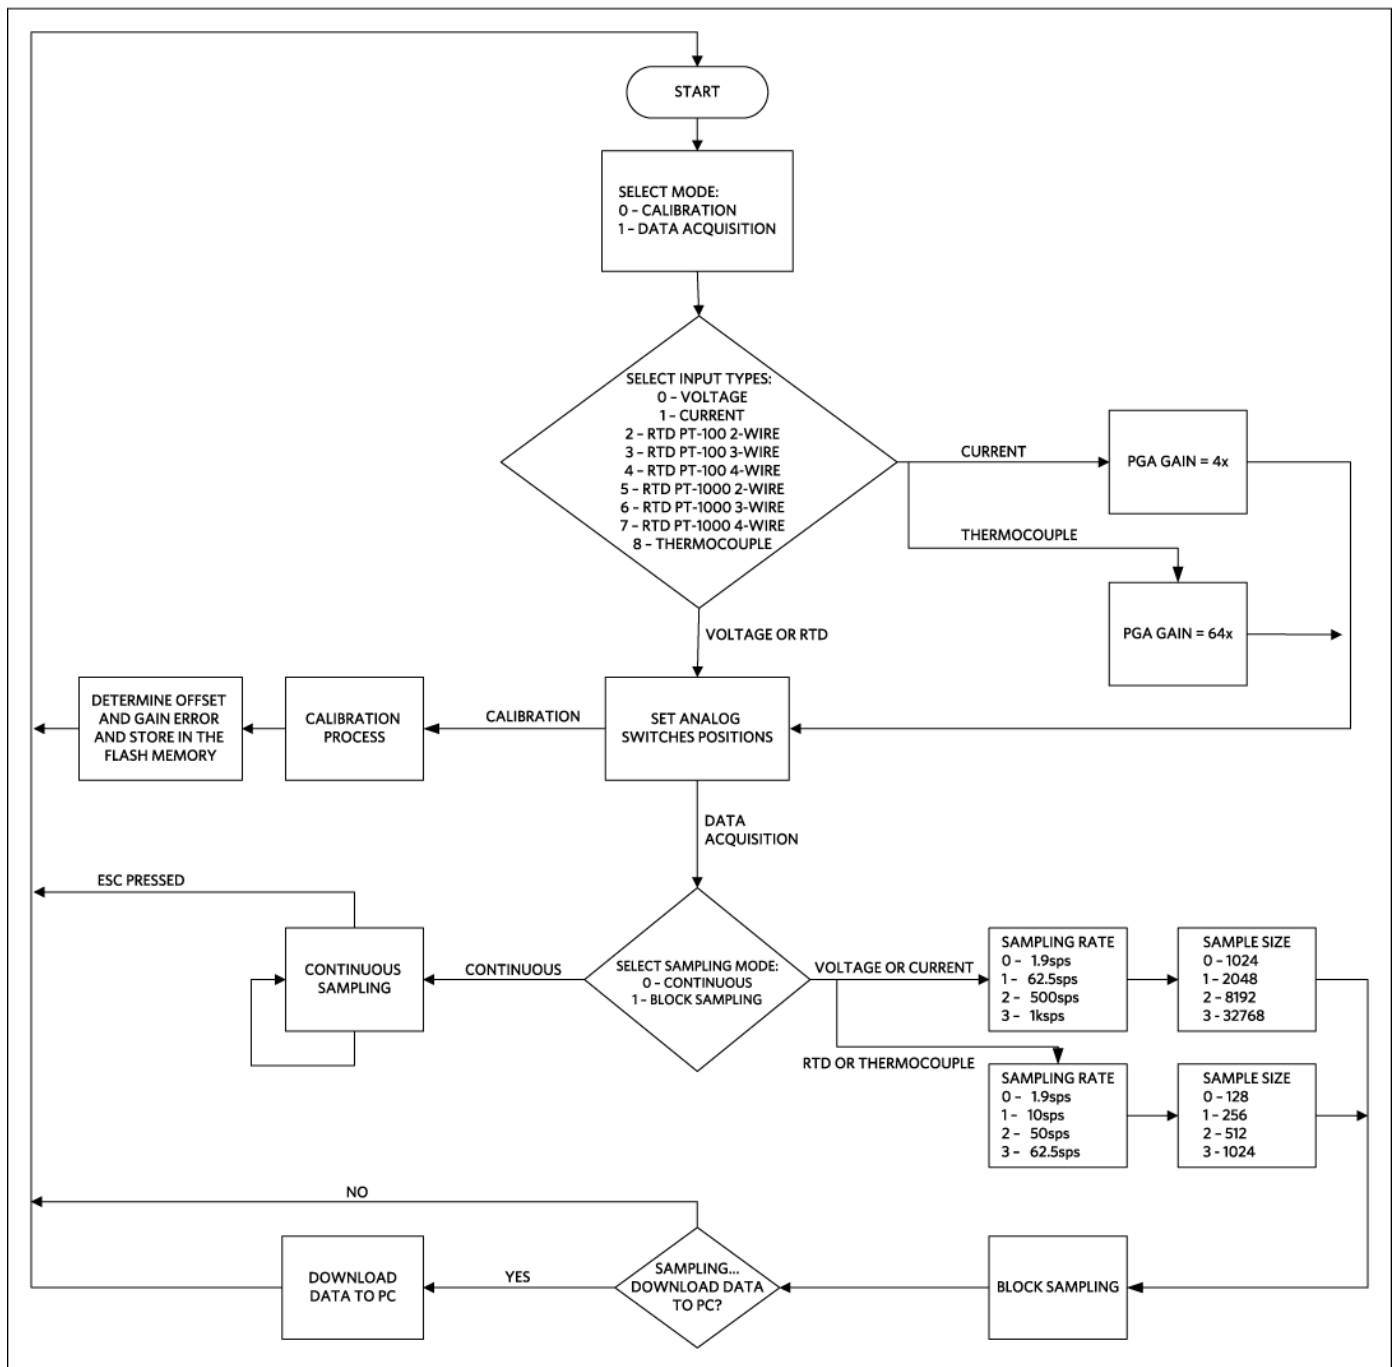 START
SELECT MODE:
0 – CALIBRATION
1 – DATA ACQUISITION
SELECT INPUT TYPES:
0 – VOLTAGE
1 – CURRENT
2 – RTD PT-100 2-WIRE
3 – RTD PT-100 3-WIRE
4 – RTD PT-100 4-WIRE
5 – RTD PT-1000 2-WIRE
6 – RTD PT-1000 3-WIRE
7 – RTD PT-1000 4-WIRE
8 – THERMOCOUPLE
CURRENT
PGA GAIN = 4x
THERMOCOUPLE
PGA GAIN = 64x
VOLTAGE OR RTD
SET ANALOG
SWITCHES POSITIONS
CALIBRATION
CALIBRATION
PROCESS
DETERMINE OFFSET
AND GAIN ERROR
AND STORE IN THE
FLASH MEMORY
DATA
ACQUISITION
ESC PRESSED
CONTINUOUS
SAMPLING
CONTINUOUS
SELECT SAMPLING MODE:
0 – CONTINUOUS
1 – BLOCK SAMPLING
VOLTAGE OR CURRENT
SAMPLING RATE
0 – 1.9sps
1 – 62.5sps
2 – 500sps
3 – 1ksps
SAMPLE SIZE
0 – 1024
1 – 2048
2 – 8192
3 - 32768
RTD OR THERMOCOUPLE
SAMPLING RATE
0 – 1.9sps
1 – 10sps
2 – 50sps
3 – 62.5sps
SAMPLE SIZE
0 – 128
1 – 256
2 – 512
3 - 1024
NO
DOWNLOAD
DATA TO PC
YES
SAMPLING...
DOWNLOAD DATA
TO PC?
BLOCK SAMPLING